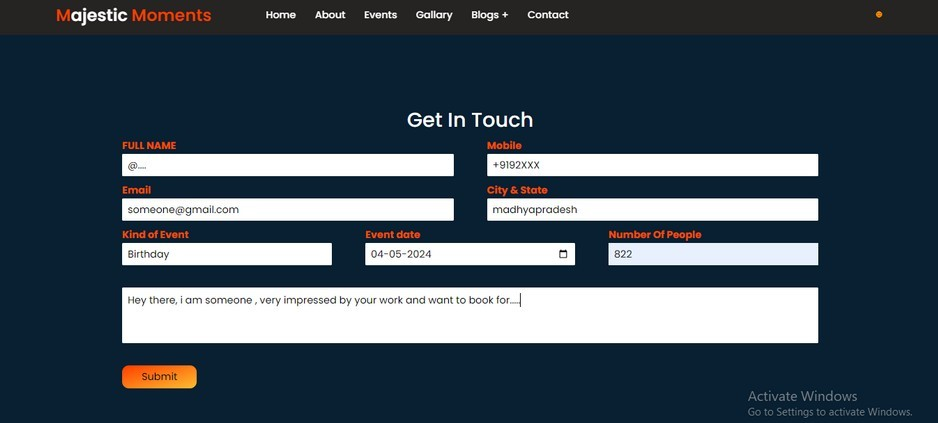 Majestic Moments Home About Events Gallary Blogs + Contact
Get In Touch
FULL NAME Mobile
@.... +9192XXX
Email City & State
someone@gmail.com madhyapradesh
Kind of Event Event date Number Of People
Birthday 04-05-2024 822
Hey there, i am someone , very impressed by your work and want to book for.....
Submit
Activate Windows
Go to Settings to activate Windows.